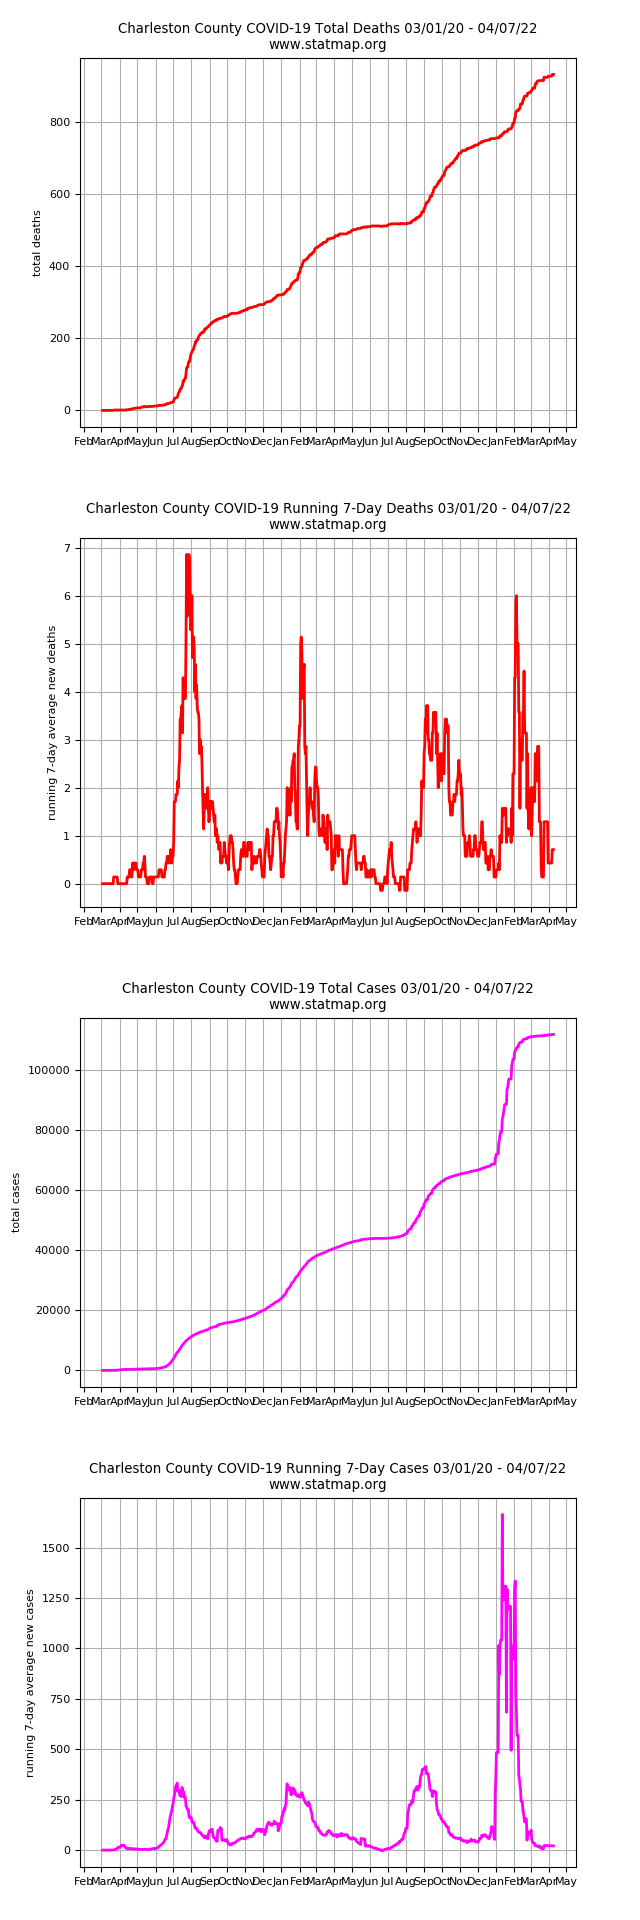 Charleston County COVID-19 Total Deaths 03/01/20 - 04/07/22
www.statmap.org
total deaths
800
600
400
200
0
Feb Mar Apr May Jun Jul Aug Sep Oct Nov Dec Jan Feb Mar Apr May Jun Jul Aug Sep Oct Nov Dec Jan Feb Mar Apr May
Charleston County COVID-19 Running 7-Day Deaths 03/01/20 - 04/07/22
www.statmap.org
running 7-day average new deaths
7
6
5
4
3
2
1
0
Feb Mar Apr May Jun Jul Aug Sep Oct Nov Dec Jan Feb Mar Apr May Jun Jul Aug Sep Oct Nov Dec Jan Feb Mar Apr May
Charleston County COVID-19 Total Cases 03/01/20 - 04/07/22
www.statmap.org
total cases
100000
80000
60000
40000
20000
0
Feb Mar Apr May Jun Jul Aug Sep Oct Nov Dec Jan Feb Mar Apr May Jun Jul Aug Sep Oct Nov Dec Jan Feb Mar Apr May
Charleston County COVID-19 Running 7-Day Cases 03/01/20 - 04/07/22
www.statmap.org
running 7-day average new cases
1500
1250
1000
750
500
250
0
Feb Mar Apr May Jun Jul Aug Sep Oct Nov Dec Jan Feb Mar Apr May Jun Jul Aug Sep Oct Nov Dec Jan Feb Mar Apr May